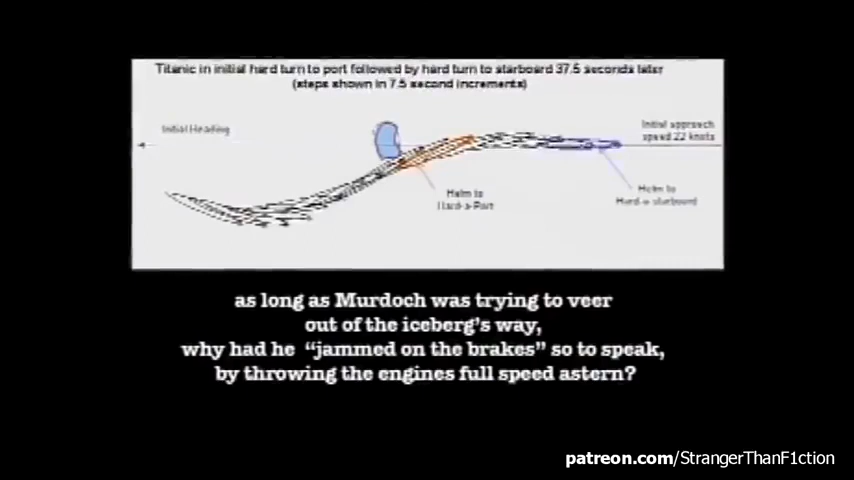 Titanic in initial hard turn to port followed by hard turn to starboard 37.5 seconds later
(steps shown in 7.5 second increments)
Initial Heading
Initial approach
speed 22 knots
Helm to
Hard-a-Port
Helm to
Hard-a-starboard
as long as Murdoch was trying to veer
out of the iceberg's way,
why had he “jammed on the brakes” so to speak,
by throwing the engines full speed astern?
patreon.com/StrangerThanF1ction